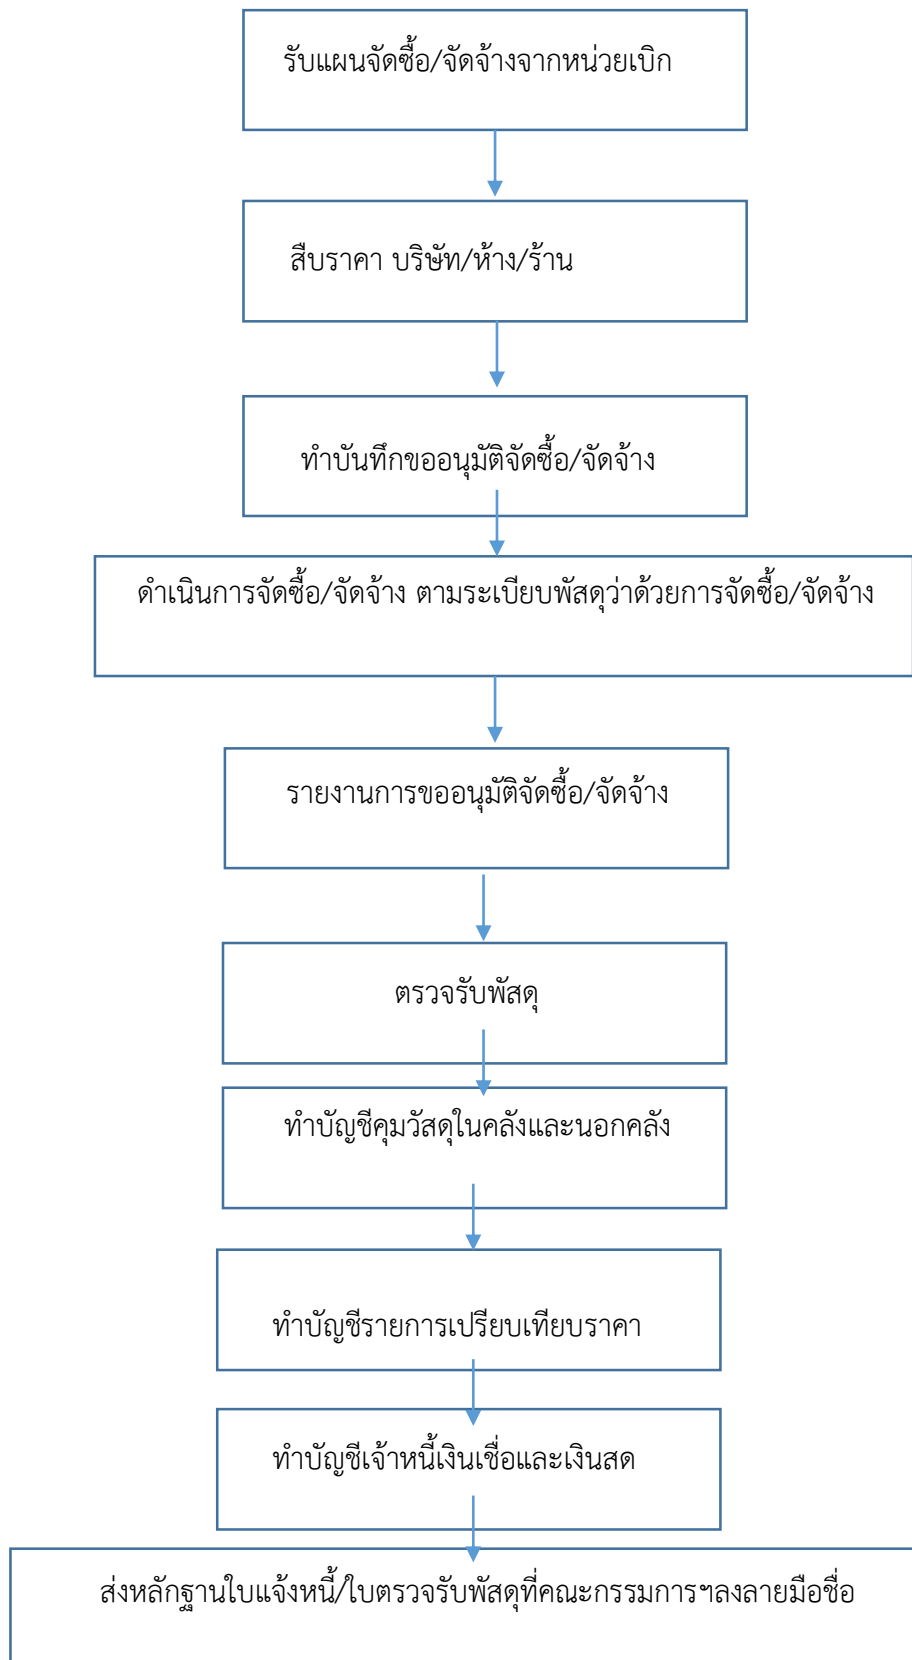 รับแผนจัดซื้อ/จัดจ้างจากหน่วยเบิก
สืบราคา บริษัท/ห้าง/ร้าน
ทำบันทึกขออนุมัติจัดซื้อ/จัดจ้าง
ดำเนินการจัดซื้อ/จัดจ้าง ตามระเบียบพัสดุว่าด้วยการจัดซื้อ/จัดจ้าง
รายงานการขออนุมัติจัดซื้อ/จัดจ้าง
ตรวจรับพัสดุ
ทำบัญชีคุมวัสดุในคลังและนอกคลัง
ทำบัญชีรายการเปรียบเทียบราคา
ทำบัญชีเจ้าหนี้เงินเชื่อและเงินสด
ส่งหลักฐานใบแจ้งหนี้/ใบตรวจรับพัสดุที่คณะกรรมการฯลงลายมือชื่อ